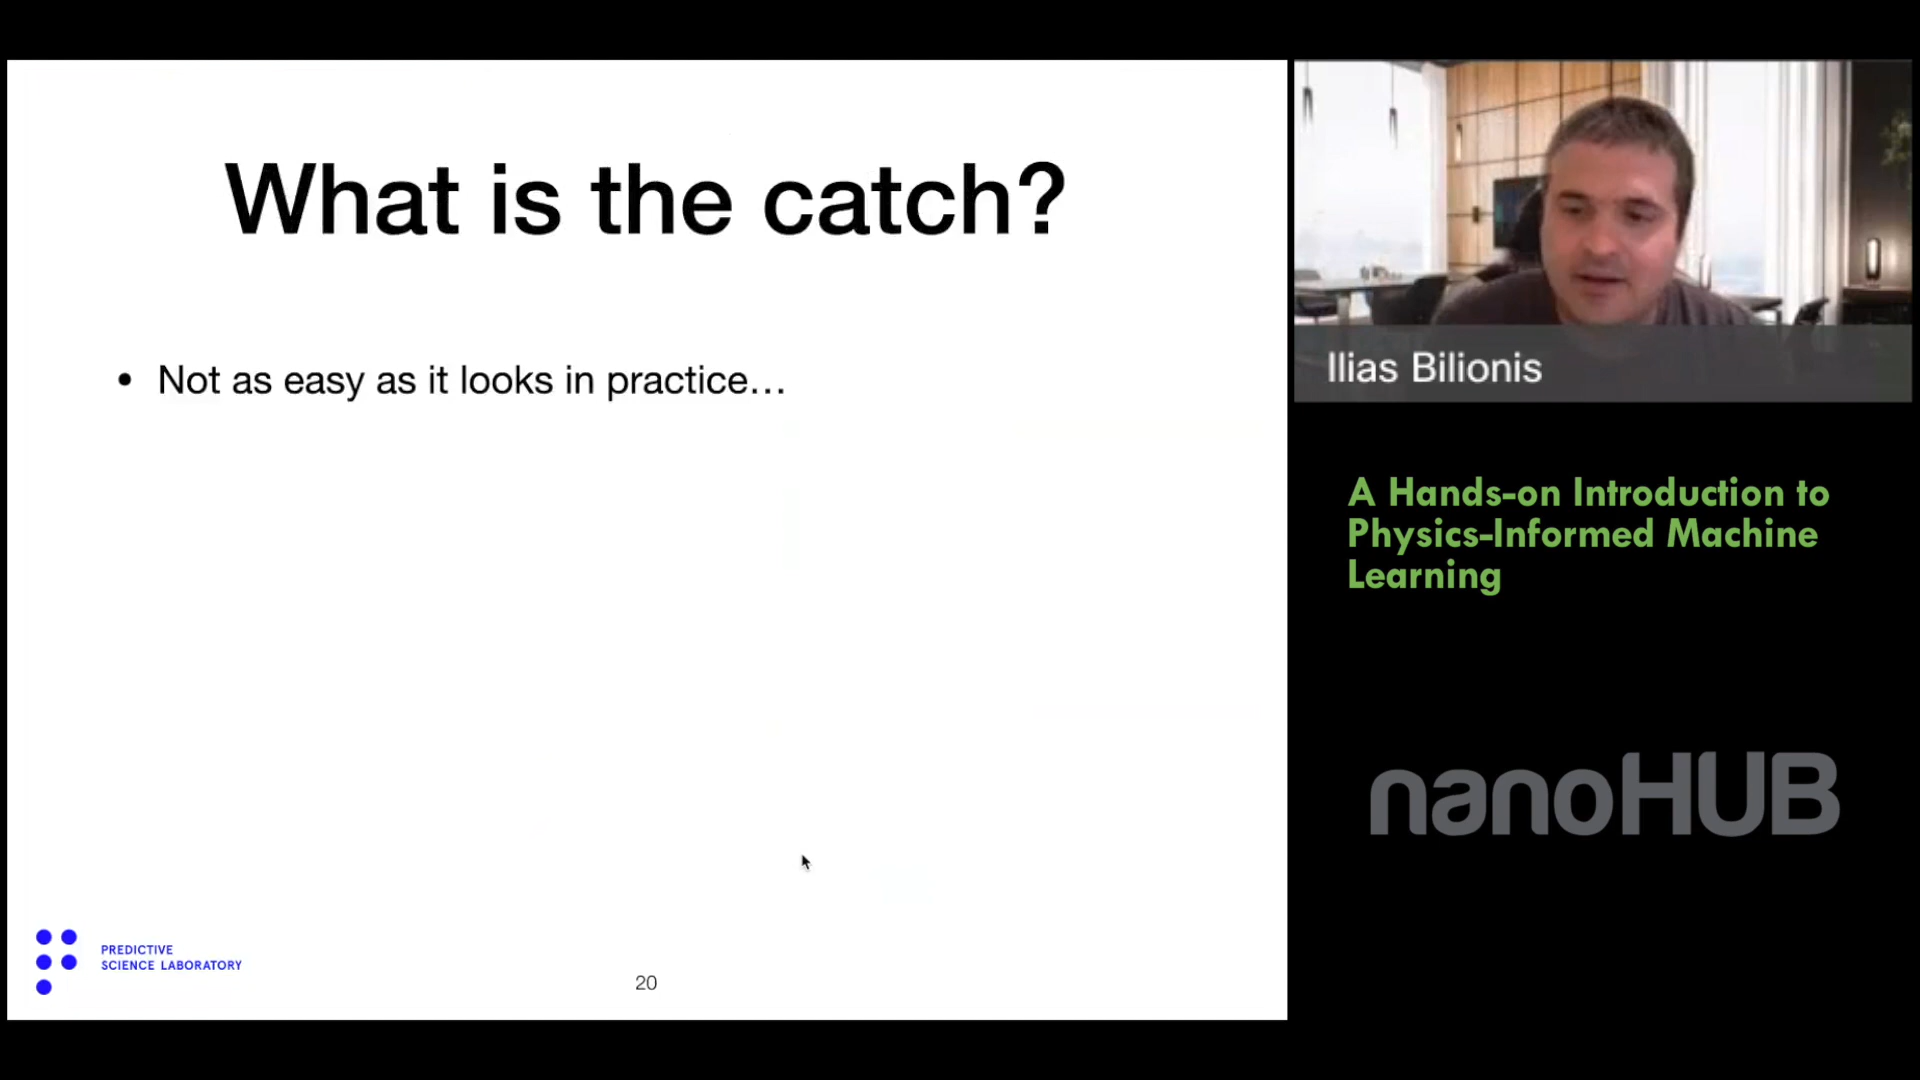 What is the catch?
• Not as easy as it looks in practice…
PREDICTIVE
SCIENCE LABORATORY
20
Ilias Bilionis
A Hands-on Introduction to
Physics-Informed Machine
Learning
nanoHUB